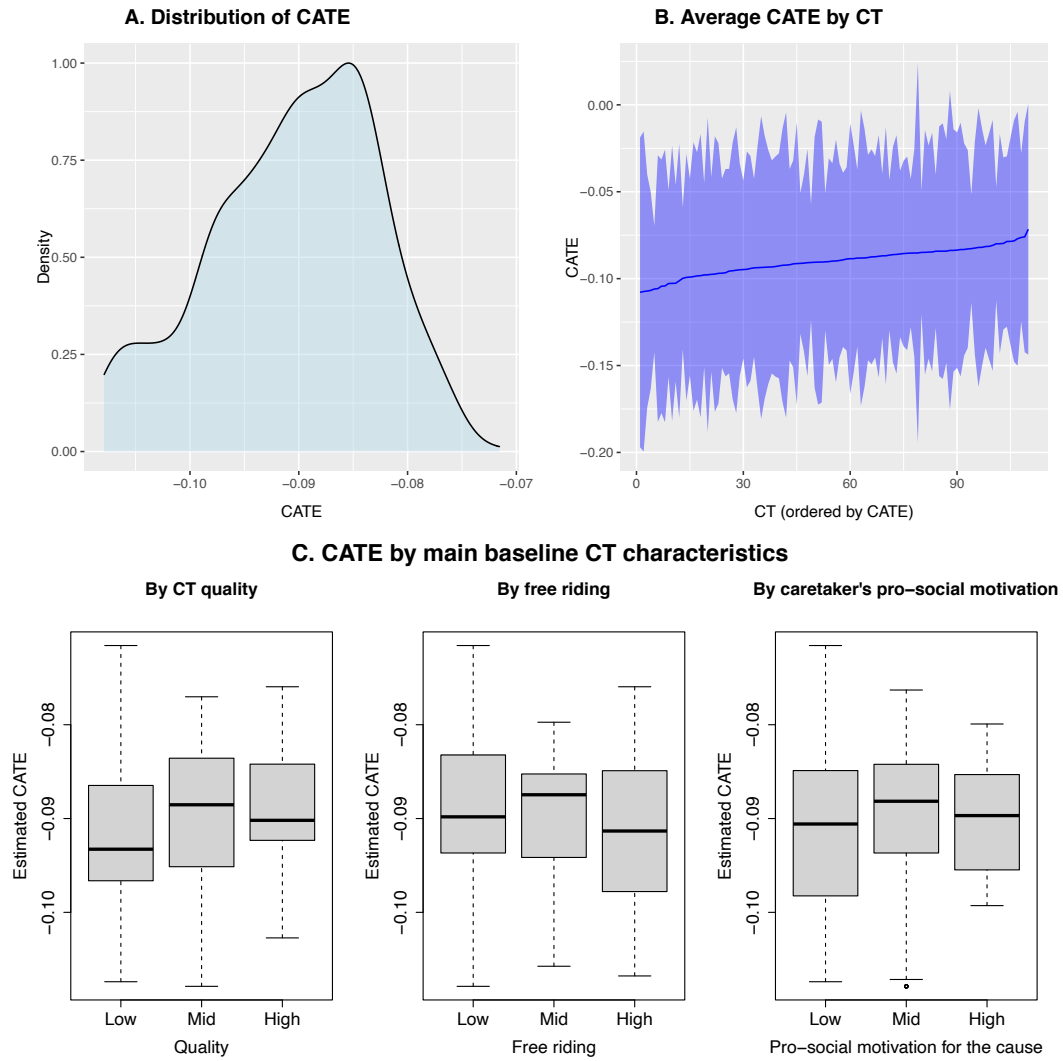 A. Distribution of CATE
1.00
0.75
0.50
0.25
0.00
Density
−0.10 −0.09 −0.08 −0.07
CATE
B. Average CATE by CT
0.00
−0.05
−0.10
−0.15
−0.20
CATE
0 30 60 90
CT (ordered by CATE)
C. CATE by main baseline CT characteristics
By CT quality
−0.08
−0.09
−0.10
Estimated CATE
Low Mid High
Quality
By free riding
−0.08
−0.09
−0.10
Estimated CATE
Low Mid High
Free riding
By caretaker's pro−social motivation
−0.08
−0.09
−0.10
Estimated CATE
Low Mid High
Pro−social motivation for the cause